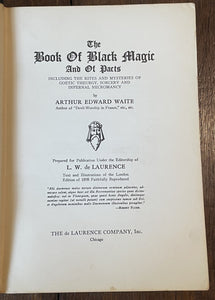 The
Book Of Black Magic
And Of Pacts
INCLUDING THE RITES AND MYSTERIES OF
GOETIC THEURGY, SORCERY AND
INFERNAL NECROMANCY
by
ARTHUR EDWARD WAITE
Author of "Devil-Worship in France," etc., etc.
Prepared for Publication Under the Editorship of
L. W. de LAURENCE
Text and Illustrations of the London
Edition of 1898 Faithfully Reproduced
THE de LAURENCE COMPANY, Inc.
Chicago